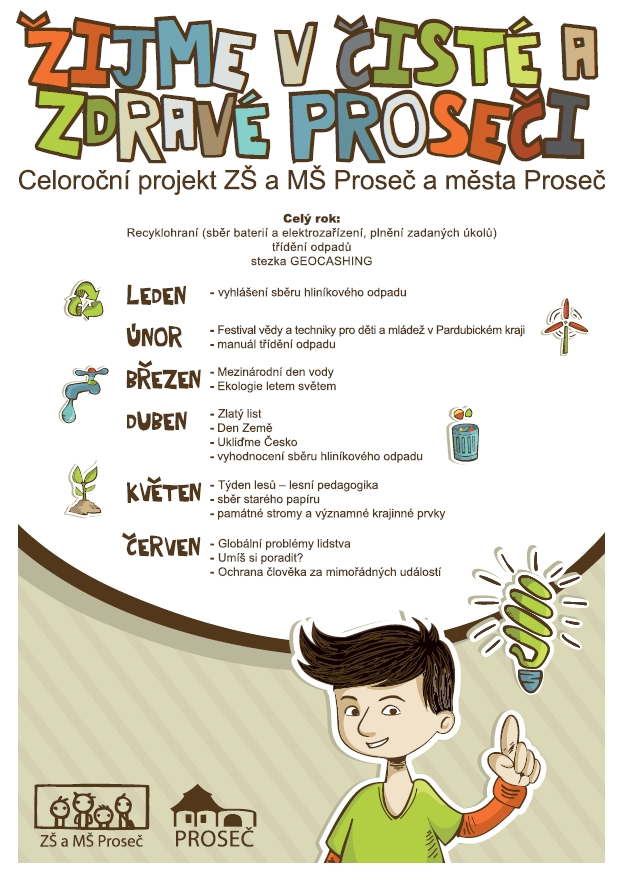 ŽIJME V ČISTÉ A
ZDRAVÉ PROSEČI
Celoroční projekt ZŠ a MŠ Proseč a města Proseč
Celý rok:
Recyklohraní (sběr baterií a elektrozařízení, plnění zadaných úkolů)
třídění odpadů
stezka GEOCASHING
LEDEN - vyhlášení sběru hliníkového odpadu
ÚNOR - Festival vědy a techniky pro děti a mládež v Pardubickém kraji
- manuál třídění odpadu
BŘEZEN - Mezinárodní den vody
- Ekologie letem světem
DUBEN - Zlatý list
- Den Země
- Ukliďme Česko
- vyhodnocení sběru hliníkového odpadu
KVĚTEN - Týden lesů – lesní pedagogika
- sběr starého papíru
- památné stromy a významné krajinné prvky
ČERVEN - Globální problémy lidstva
- Umíš si poradit?
- Ochrana člověka za mimořádných událostí
ZŠ a MŠ Proseč
PROSEČ